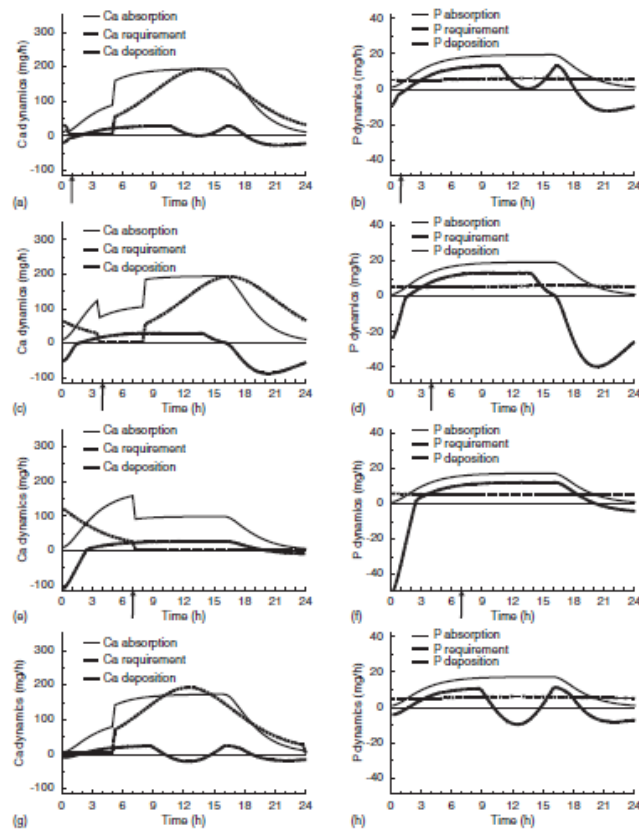 Ca absorption
Ca requirement
Ca deposition
Ca dynamics (mg/h)
300
200
100
0
-100
0 3 6 9 12 15 18 21 24
(a) Time (h)
P absorption
P requirement
P deposition
P dynamics (mg/h)
40
20
0
-20
-40
0 3 6 9 12 15 18 21 24
(b) Time (h)
Ca absorption
Ca requirement
Ca deposition
Ca dynamics (mg/h)
300
200
100
0
-100
0 3 6 9 12 15 18 21 24
(c) Time (h)
P absorption
P requirement
P deposition
P dynamics (mg/h)
40
20
0
-20
-40
0 3 6 9 12 15 18 21 24
(d) Time (h)
Ca absorption
Ca requirement
Ca deposition
Ca dynamics (mg/h)
300
200
100
0
-100
0 3 6 9 12 15 18 21 24
(e) Time (h)
P absorption
P requirement
P deposition
P dynamics (mg/h)
40
20
0
-20
-40
0 3 6 9 12 15 18 21 24
(f) Time (h)
Ca absorption
Ca requirement
Ca deposition
Ca dynamics (mg/h)
300
200
100
0
-100
0 3 6 9 12 15 18 21 24
(g) Time (h)
P absorption
P requirement
P deposition
P dynamics (mg/h)
40
20
0
-20
-40
0 3 6 9 12 15 18 21 24
(h) Time (h)